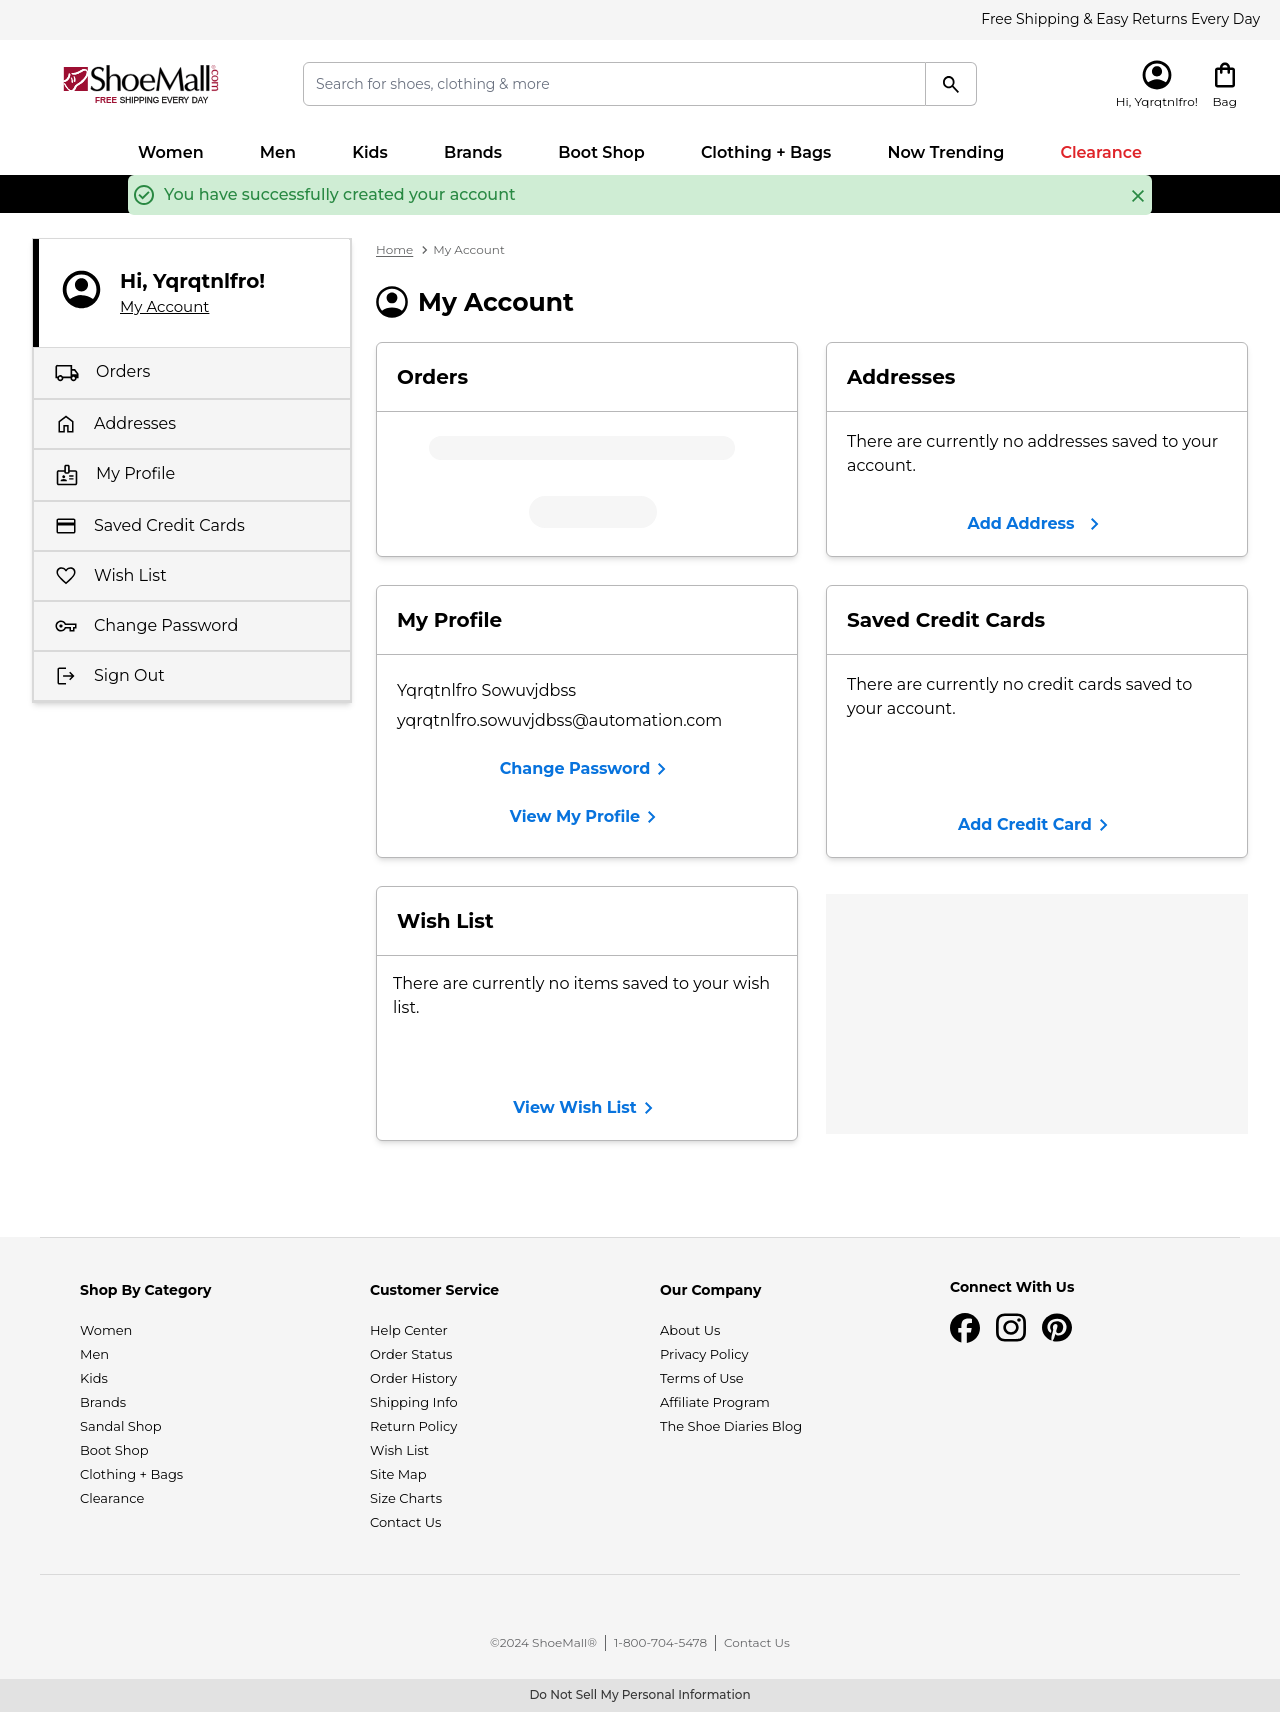 Free Shipping & Easy Returns Every Day
ShoeMall.com
FREE SHIPPING EVERY DAY
Search for shoes, clothing & more
Hi, Yqrqtnlfro!
Bag
Women
Men
Kids
Brands
Boot Shop
Clothing + Bags
Now Trending
Clearance
You have successfully created your account
Hi, Yqrqtnlfro!
My Account
Orders
Addresses
My Profile
Saved Credit Cards
Wish List
Change Password
Sign Out
Home > My Account
My Account
Orders
Addresses
There are currently no addresses saved to your
account.
Add Address
My Profile
Yqrqtnlfro Sowuvjdbss
yqrqtnlfro.sowuvjdbss@automation.com
Change Password
View My Profile
Saved Credit Cards
There are currently no credit cards saved to
your account.
Add Credit Card
Wish List
There are currently no items saved to your wish
list.
View Wish List
Shop By Category
Women
Men
Kids
Brands
Sandal Shop
Boot Shop
Clothing + Bags
Clearance
Customer Service
Help Center
Order Status
Order History
Shipping Info
Return Policy
Wish List
Site Map
Size Charts
Contact Us
Our Company
About Us
Privacy Policy
Terms of Use
Affiliate Program
The Shoe Diaries Blog
Connect With Us
©2024 ShoeMall® | 1-800-704-5478 | Contact Us
Do Not Sell My Personal Information